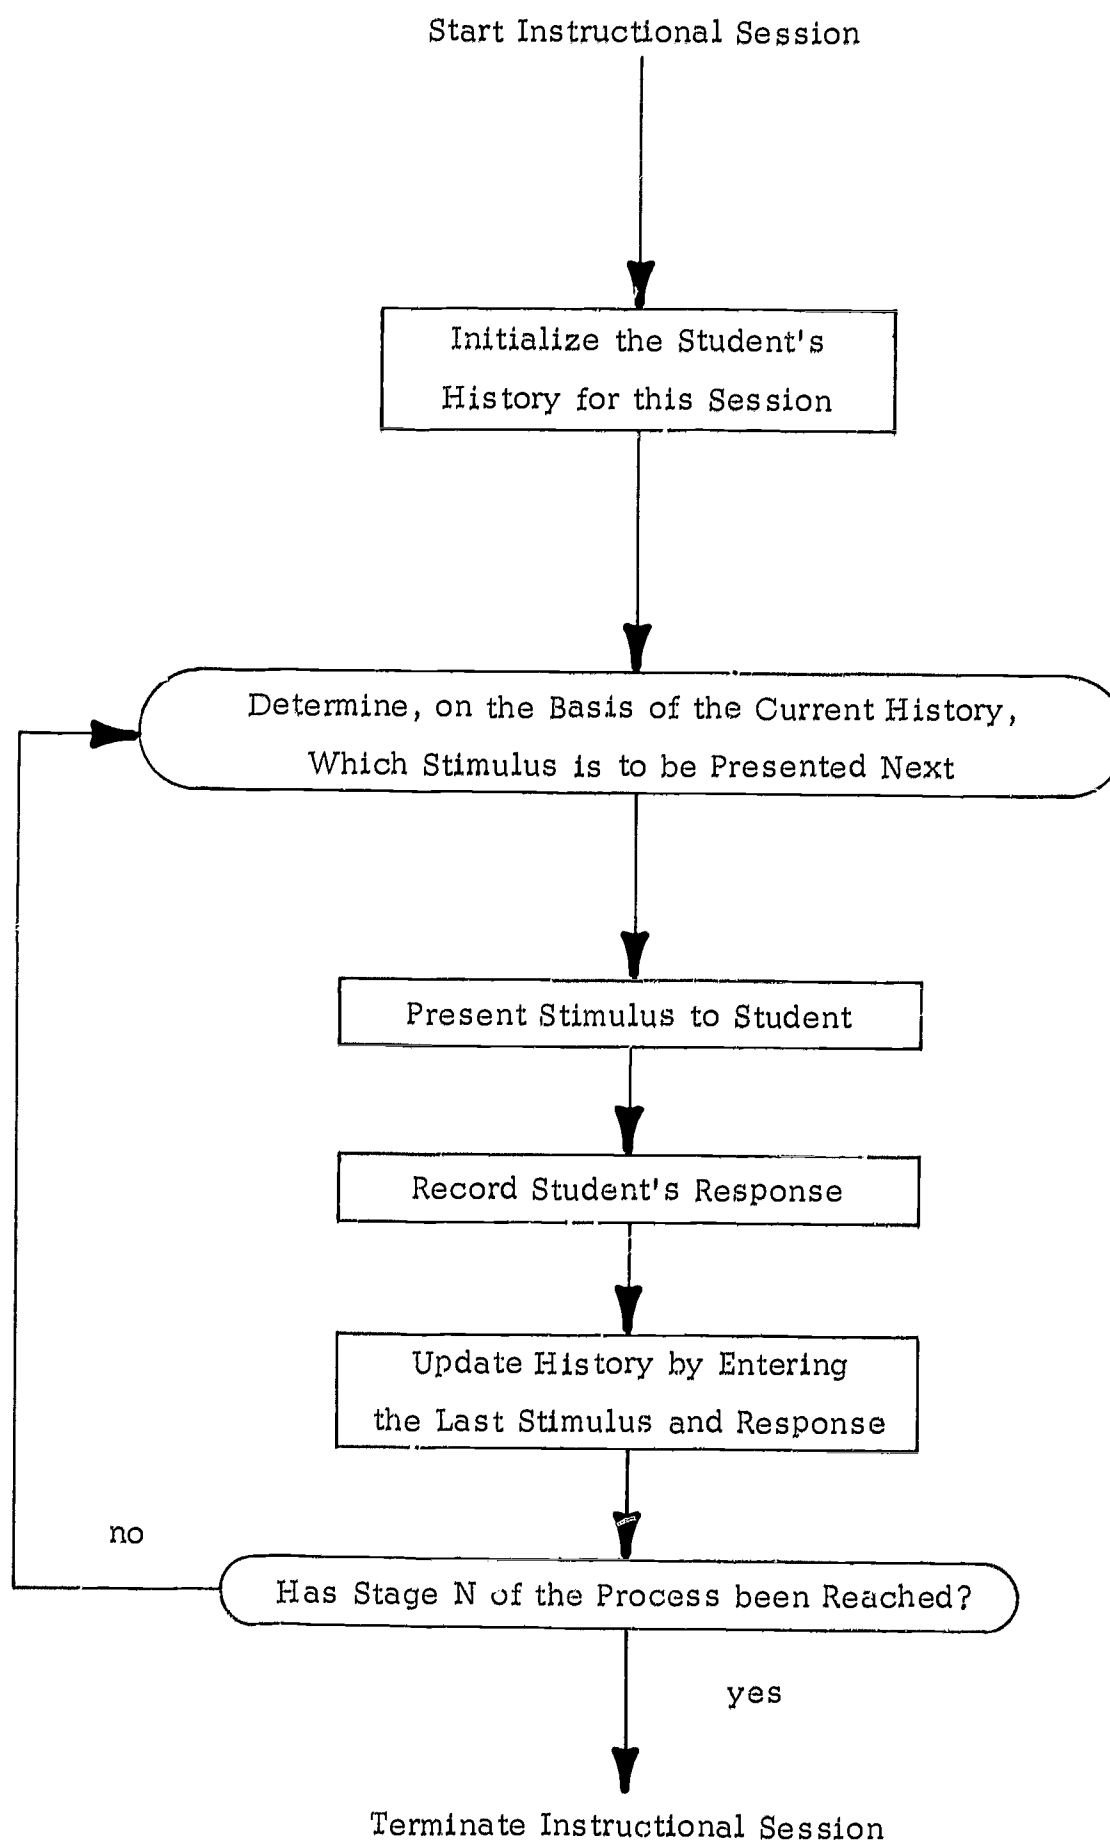 Start Instructional Session
Initialize the Student's
History for this Session
Determine, on the Basis of the Current History,
Which Stimulus is to be Presented Next
Present Stimulus to Student
Record Student's Response
Update History by Entering
the Last Stimulus and Response
no
Has Stage N of the Process been Reached?
yes
Terminate Instructional Session